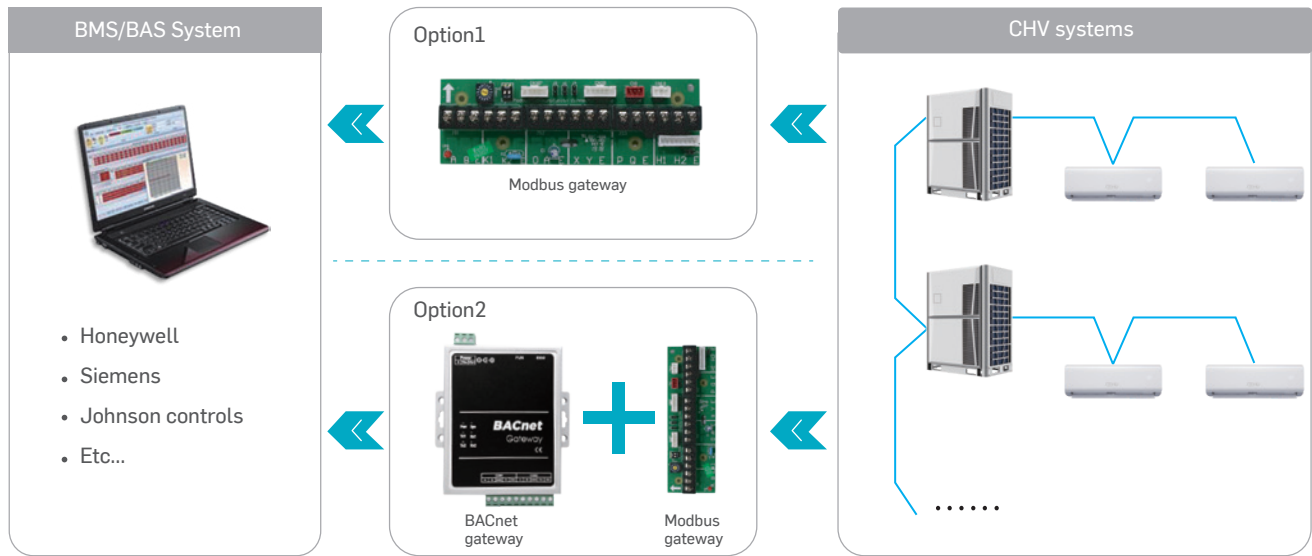 BMS/BAS System
Honeywell
Siemens
Johnson controls
Etc...
Option1
Modbus gateway
Option2
BACnet
Gateway
BACnet
gateway
Modbus
gateway
CHV systems
......